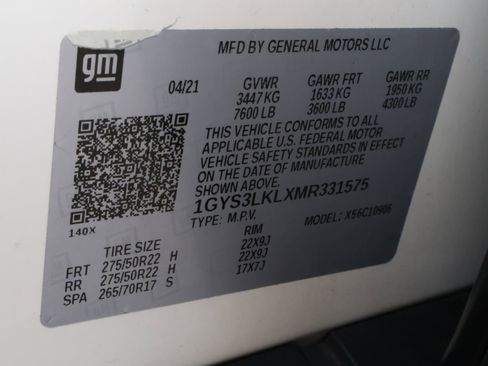 gm
MFD BY GENERAL MOTORS LLC
04/21 GVWR GAWR FRT GAWR RR
3447 KG 1633 KG 1950 KG
7600 LB 3600 LB 4300 LB
THIS VEHICLE CONFORMS TO ALL
APPLICABLE U.S. FEDERAL MOTOR
VEHICLE SAFETY STANDARDS IN EFFECT
ON THE DATE OF MANUFACTURE
SHOWN ABOVE.
1GYS3LKLXMR331575
TYPE: M.P.V. MODEL: X56C10906
140X
TIRE SIZE RIM
FRT 275/50R22 H 22X9J
RR 275/50R22 H 22X9J
SPA 265/70R17 S 17X7J